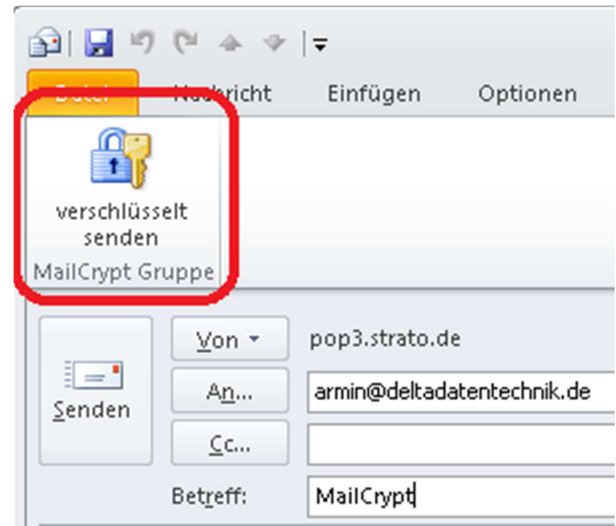 Datei Nachricht Einfügen Optionen
verschlüsselt
senden
MailCrypt Gruppe
Von pop3.strato.de
Senden An... armin@deltadatentechnik.de
Cc...
Betreff: MailCrypt